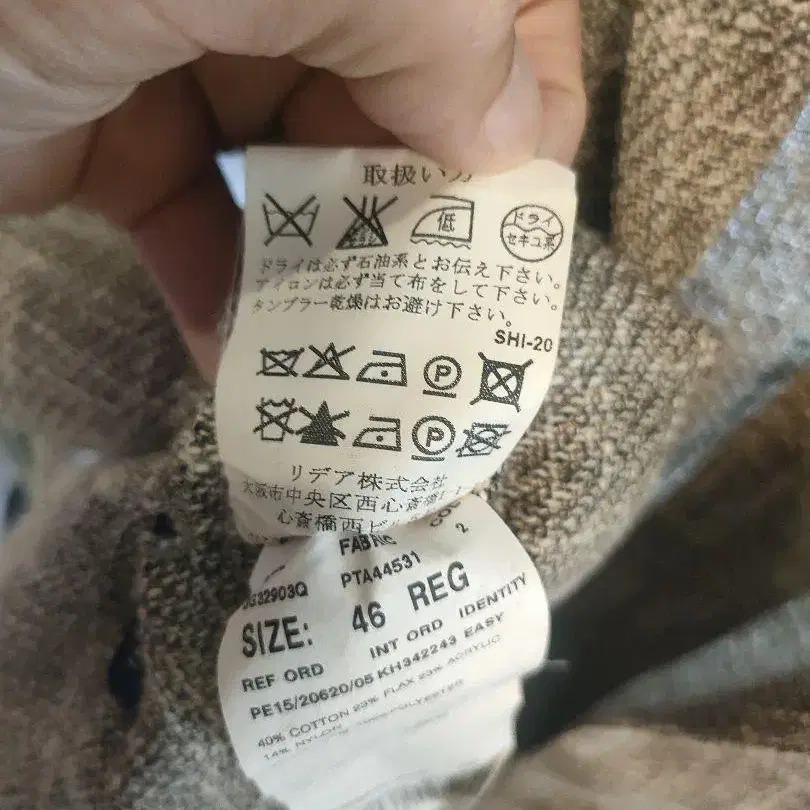 取扱い方
低
ドライ
セキユ系
ドライは必ず石油系とお伝え下さい。
アイロンは必ず当て布をして下さい。
タンブラー乾燥はお避け下さい。
SHI-20
P
P
リデア株式会社
大阪市中央区西心斎橋
心斎橋西ビル
FABRIC
2
32903Q PTA44531
SIZE: 46 REG
REF ORD INT ORD IDENTITY
PE15/20620/05 KH342243 EASY
40% COTTON 23% FLAX 23% ACRYLIC
14% NYLON 100% POLYESTER